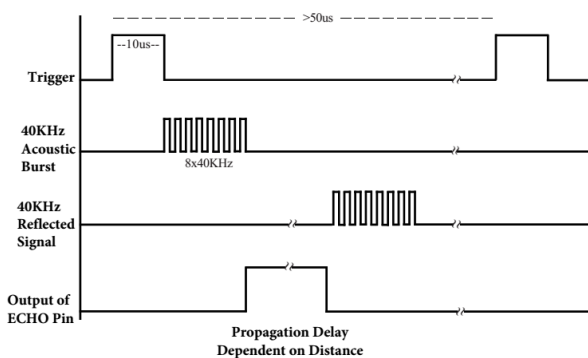 >50us
--10us--
Trigger
40KHz
Acoustic
Burst
8x40KHz
40KHz
Reflected
Signal
Output of
ECHO Pin
Propagation Delay
Dependent on Distance